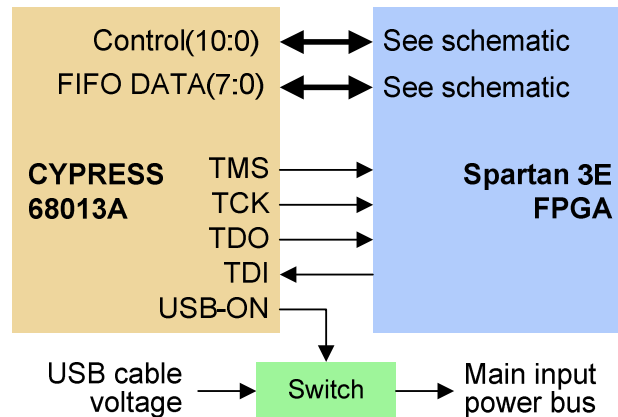 Control(10:0)
See schematic
FIFO DATA(7:0)
See schematic
CYPRESS
68013A
TMS
TCK
TDO
TDI
USB-ON
Spartan 3E
FPGA
USB cable
voltage
Switch
Main input
power bus